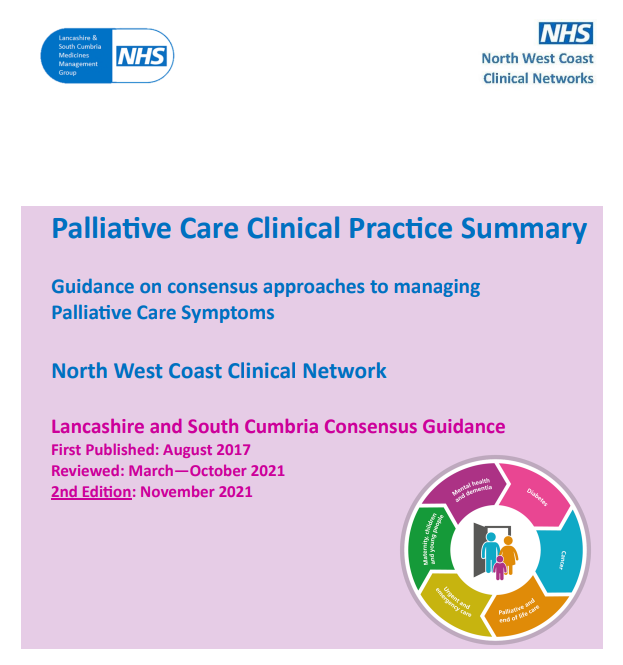 Lancashire &
South Cumbria
Medicines
Management
Group
NHS
NHS
North West Coast
Clinical Networks
Palliative Care Clinical Practice Summary
Guidance on consensus approaches to managing
Palliative Care Symptoms
North West Coast Clinical Network
Lancashire and South Cumbria Consensus Guidance
First Published: August 2017
Reviewed: March—October 2021
2nd Edition: November 2021
Mental health
and dementia
Diabetes
Cancer
Palliative and
end of life care
Urgent and
emergency care
Maternity, children
and young people